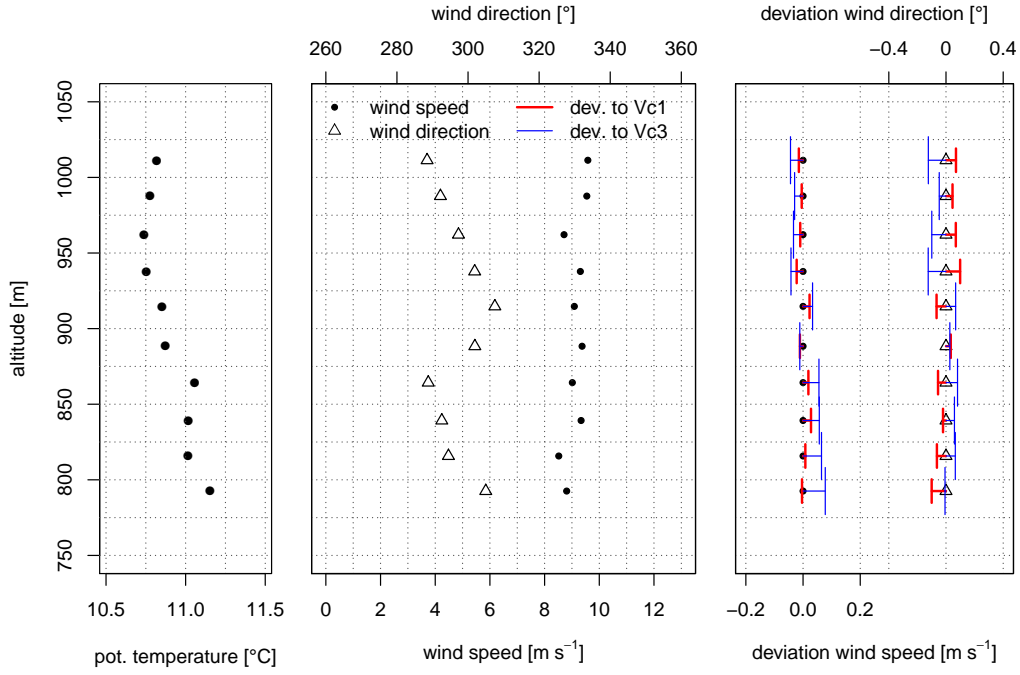 wind direction [°]
deviation wind direction [°]
260 280 300 320 340 360
−0.4 0 0.4
wind speed
wind direction
dev. to Vc1
dev. to Vc3
altitude [m]
1050
1000
950
900
850
800
750
10.5 11.0 11.5
0 2 4 6 8 10 12
−0.2 0.0 0.2
pot. temperature [°C]
wind speed [m s⁻¹]
deviation wind speed [m s⁻¹]